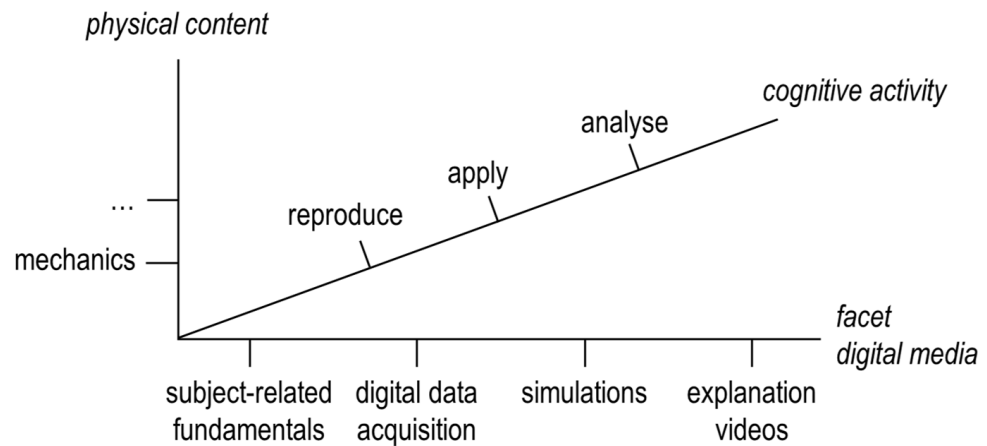 physical content
cognitive activity
analyse
apply
reproduce
...
mechanics
facet
digital media
subject-related
fundamentals
digital data
acquisition
simulations
explanation
videos